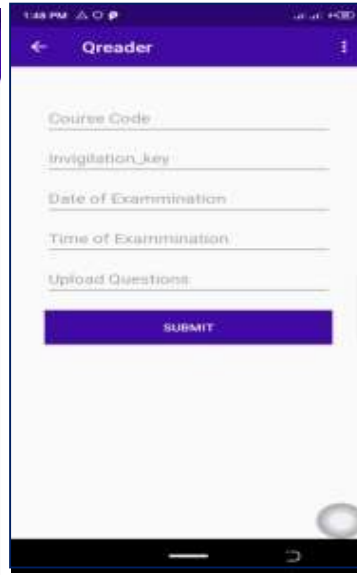 1:48 PM
Qreader
Course Code
Invigilation_key
Date of Exammination
Time of Exammination
Upload Questions
SUBMIT